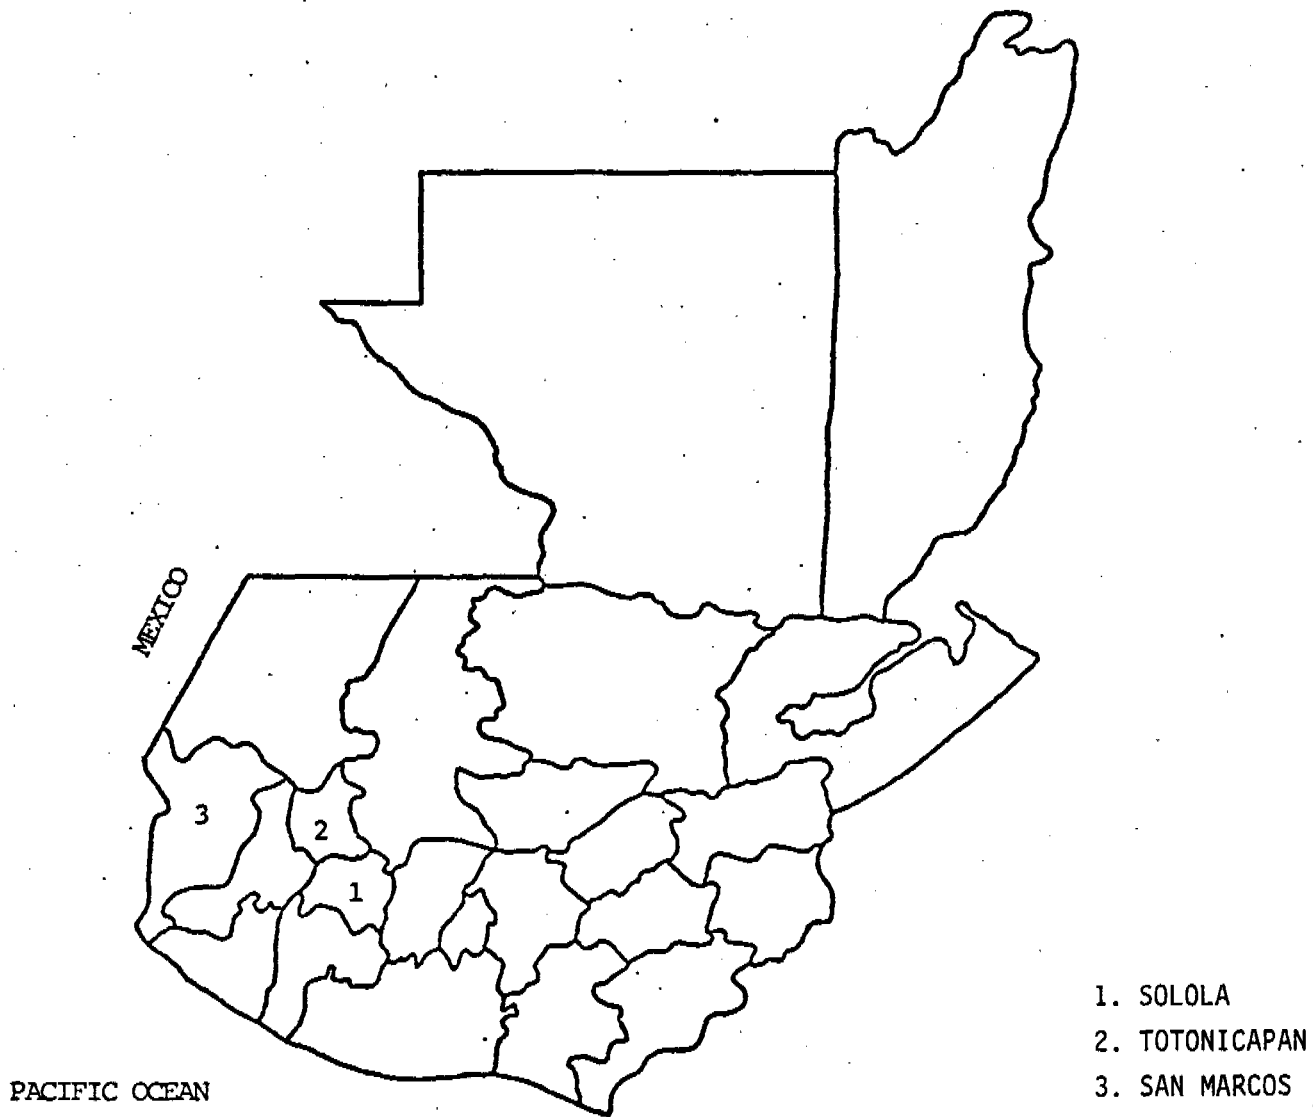 MEXICO
3
2
1
1. SOLOLA
2. TOTONICAPAN
3. SAN MARCOS
PACIFIC OCEAN